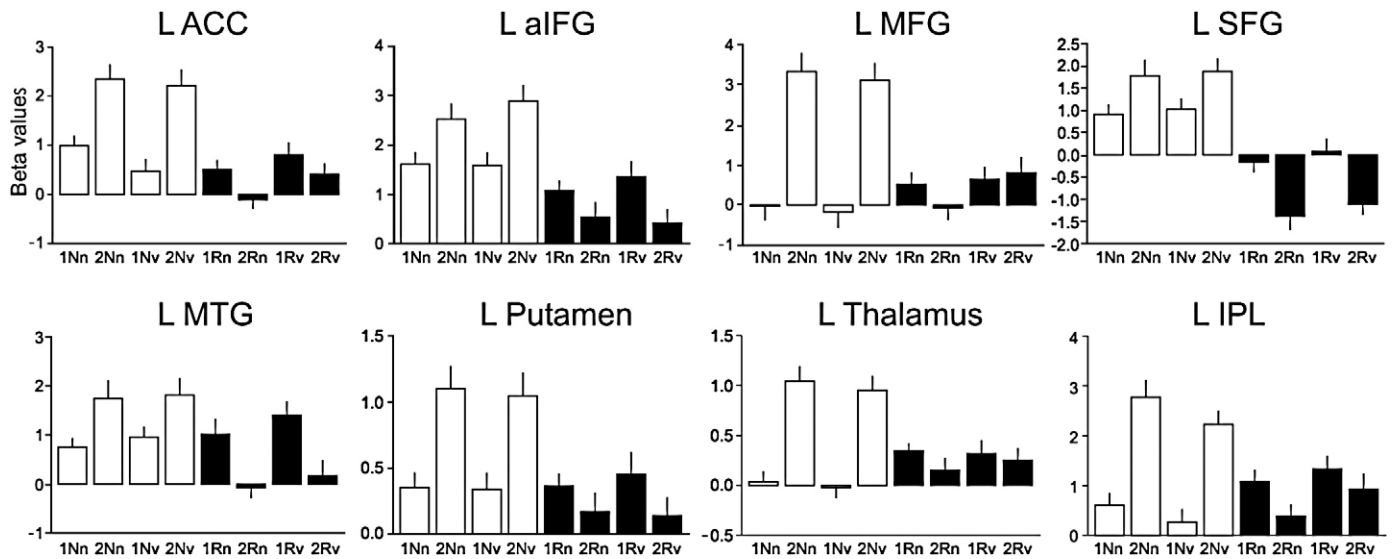 L ACC
L aIFG
L MFG
L SFG
Beta values
3
2
1
0
-1
4
3
2
1
0
4
3
2
1
0
-1
2.5
2.0
1.5
1.0
0.5
0.0
-0.5
-1.0
-1.5
-2.0
1Nn 2Nn 1Nv 2Nv 1Rn 2Rn 1Rv 2Rv
1Nn 2Nn 1Nv 2Nv 1Rn 2Rn 1Rv 2Rv
1Nn 2Nn 1Nv 2Nv 1Rn 2Rn 1Rv 2Rv
1Nn 2Nn 1Nv 2Nv 1Rn 2Rn 1Rv 2Rv
L MTG
L Putamen
L Thalamus
L IPL
3
2
1
0
-1
1.5
1.0
0.5
0.0
1.5
1.0
0.5
0.0
-0.5
4
3
2
1
0
1Nn 2Nn 1Nv 2Nv 1Rn 2Rn 1Rv 2Rv
1Nn 2Nn 1Nv 2Nv 1Rn 2Rn 1Rv 2Rv
1Nn 2Nn 1Nv 2Nv 1Rn 2Rn 1Rv 2Rv
1Nn 2Nn 1Nv 2Nv 1Rn 2Rn 1Rv 2Rv